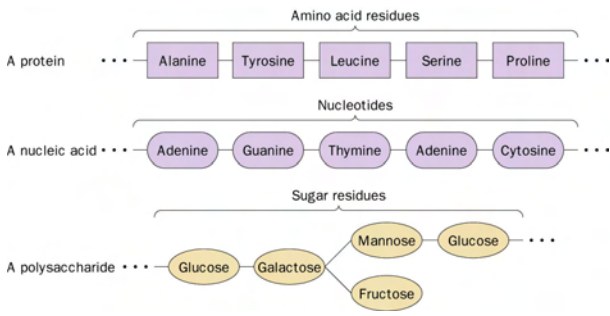 Amino acid residues
A protein ••• Alanine Tyrosine Leucine Serine Proline •••
Nucleotides
A nucleic acid ••• Adenine Guanine Thymine Adenine Cytosine •••
Sugar residues
Mannose Glucose •••
A polysaccharide ••• Glucose Galactose
Fructose